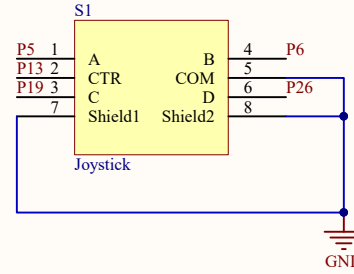 S1
P5 1 A B 4 P6
P13 2 CTR COM 5
P19 3 C D 6 P26
7 Shield1 Shield2 8
Joystick
GND